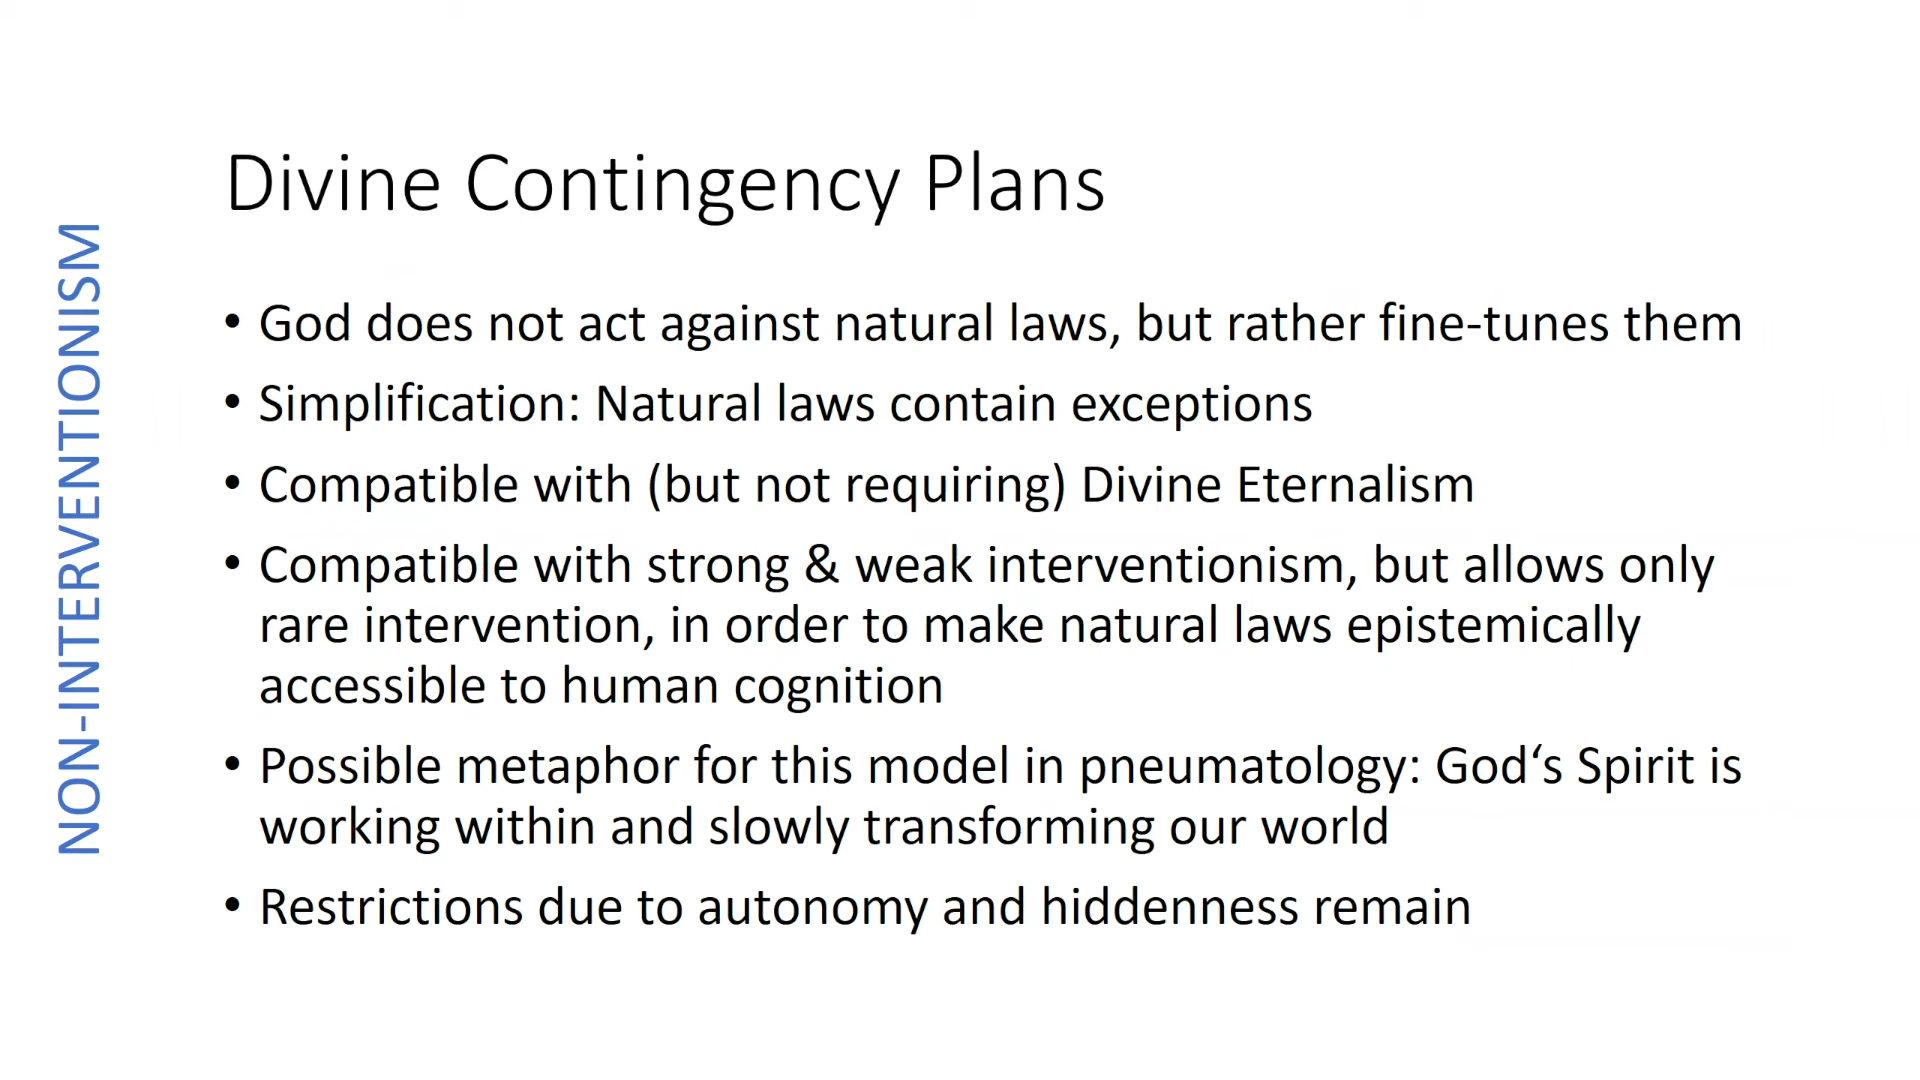 NON-INTERVENTIONISM
Divine Contingency Plans
• God does not act against natural laws, but rather fine-tunes them
• Simplification: Natural laws contain exceptions
• Compatible with (but not requiring) Divine Eternalism
• Compatible with strong & weak interventionism, but allows only
rare intervention, in order to make natural laws epistemically
accessible to human cognition
• Possible metaphor for this model in pneumatology: God‘s Spirit is
working within and slowly transforming our world
• Restrictions due to autonomy and hiddenness remain